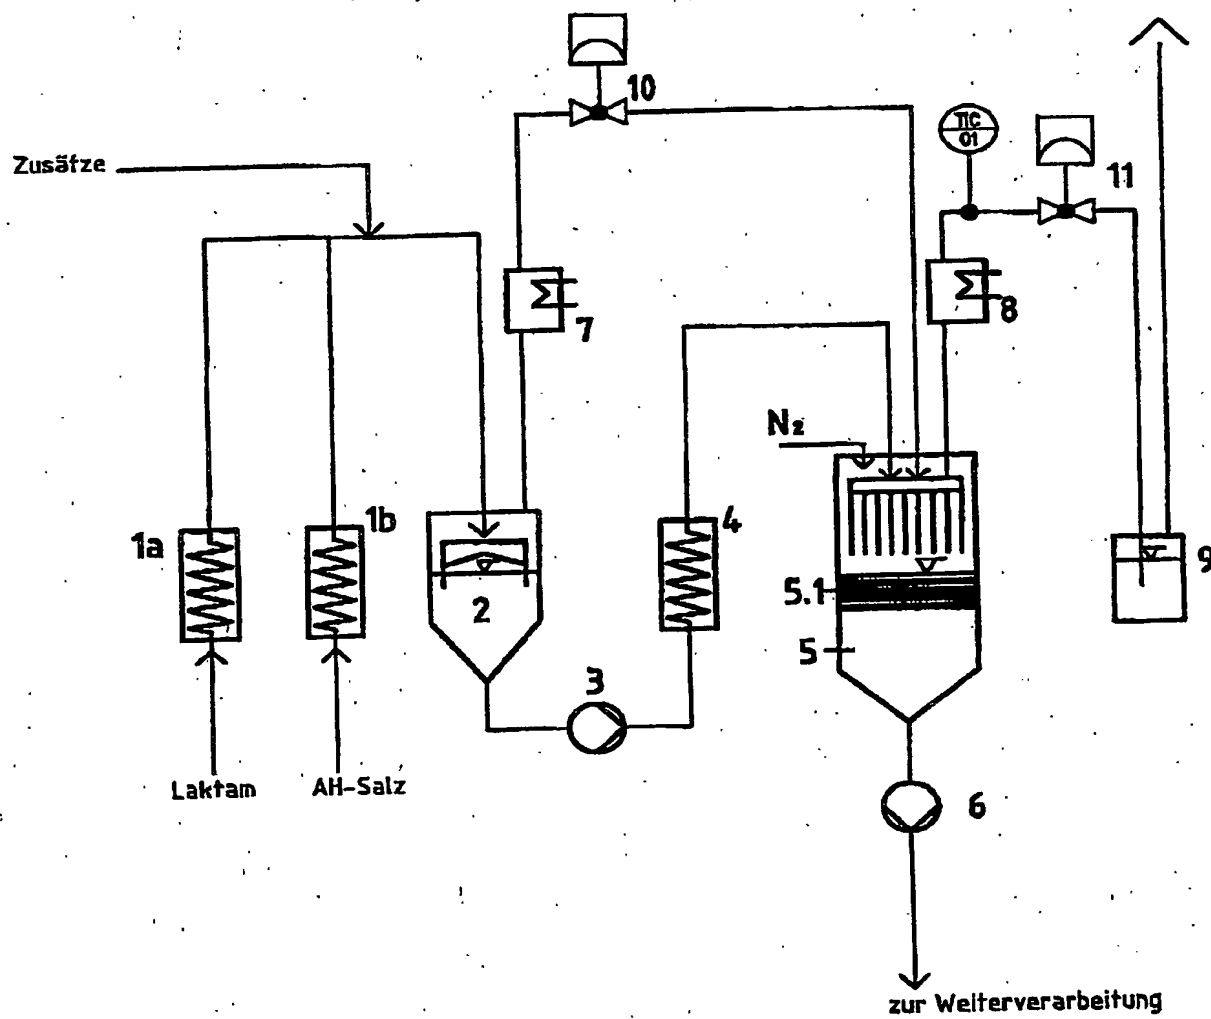 10
TIC
01
11
Zusätze
7
8
N₂
1a
1b
4
9
5.1
2
5
3
Laktam
AH-Salz
6
zur Weiterverarbeitung